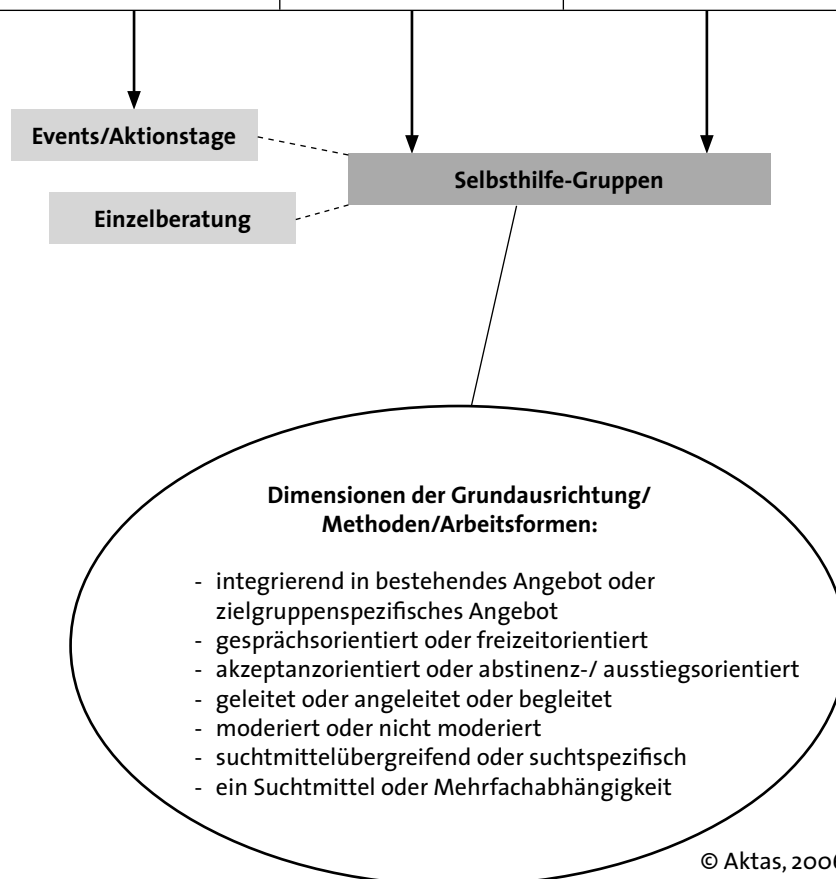 Events/Aktionstage
Selbsthilfe-Gruppen
Einzelberatung
Dimensionen der Grundausrichtung/
Methoden/Arbeitsformen:
- integrierend in bestehendes Angebot oder
zielgruppenspezifisches Angebot
- gesprächsorientiert oder freizeitorientiert
- akzeptanzorientiert oder abstinenz-/ ausstiegsorientiert
- geleitet oder angeleitet oder begleitet
- moderiert oder nicht moderiert
- suchtmittelübergreifend oder suchtspezifisch
- ein Suchtmittel oder Mehrfachabhängigkeit
© Aktas, 2006